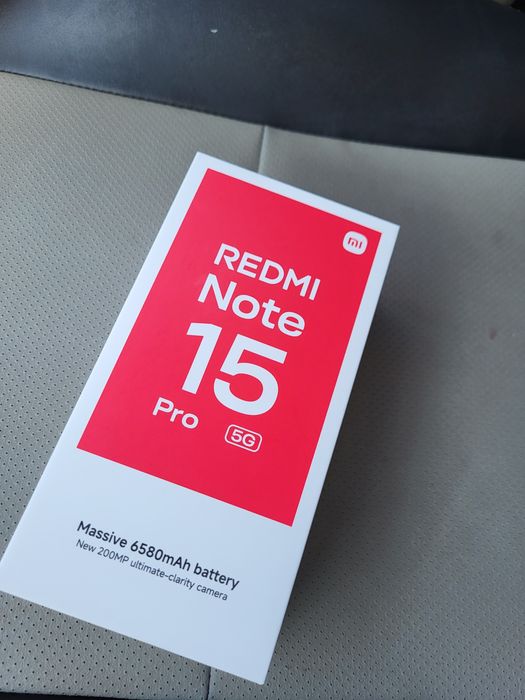 mi
REDMI
Note
15
Pro 5G
Massive 6580mAh battery
New 200MP ultimate-clarity camera